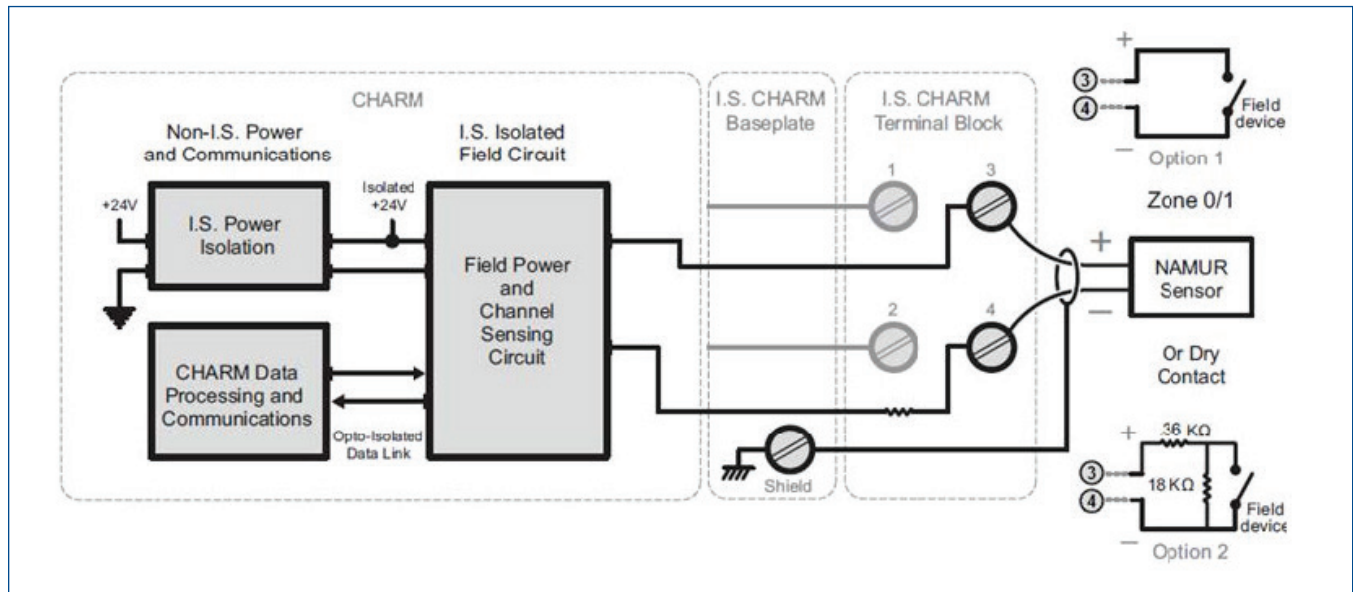 CHARM
Non-I.S. Power
and Communications
I.S. Isolated
Field Circuit
+24V
I.S. Power
Isolation
Isolated
+24V
Field Power
and
Channel
Sensing
Circuit
CHARM Data
Processing and
Communications
Opto-Isolated
Data Link
I.S. CHARM
Baseplate
Shield
I.S. CHARM
Terminal Block
1
3
2
4
+
3
4
Field
device
–
Option 1
Zone 0/1
+
–
NAMUR
Sensor
Or Dry
Contact
+
.36 KΩ
3
18 KΩ
4
Field
device
–
Option 2